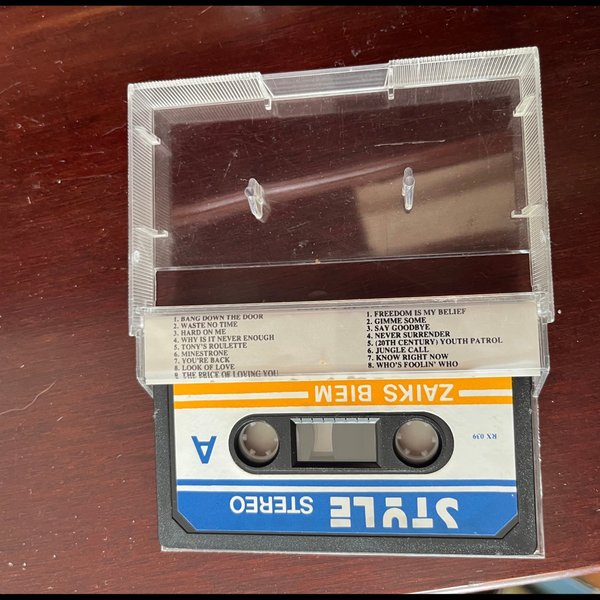 1. BANG DOWN THE DOOR
2. WASTE NO TIME
3. HARD ON ME
4. WHY IS IT NEVER ENOUGH
5. TONY'S ROULETTE
6. MINESTRONE
7. YOU'RE BACK
8. LOOK OF LOVE
9. THE PRICE OF LOVING YOU
1. FREEDOM IS MY BELIEF
2. GIMME SOME
3. SAY GOODBYE
4. NEVER SURRENDER
5. (20TH CENTURY) YOUTH PATROL
6. JUNGLE CALL
7. KNOW RIGHT NOW
8. WHO'S FOOLIN' WHO
ZAIKS BIEM
A
RX 039
STYLE STEREO